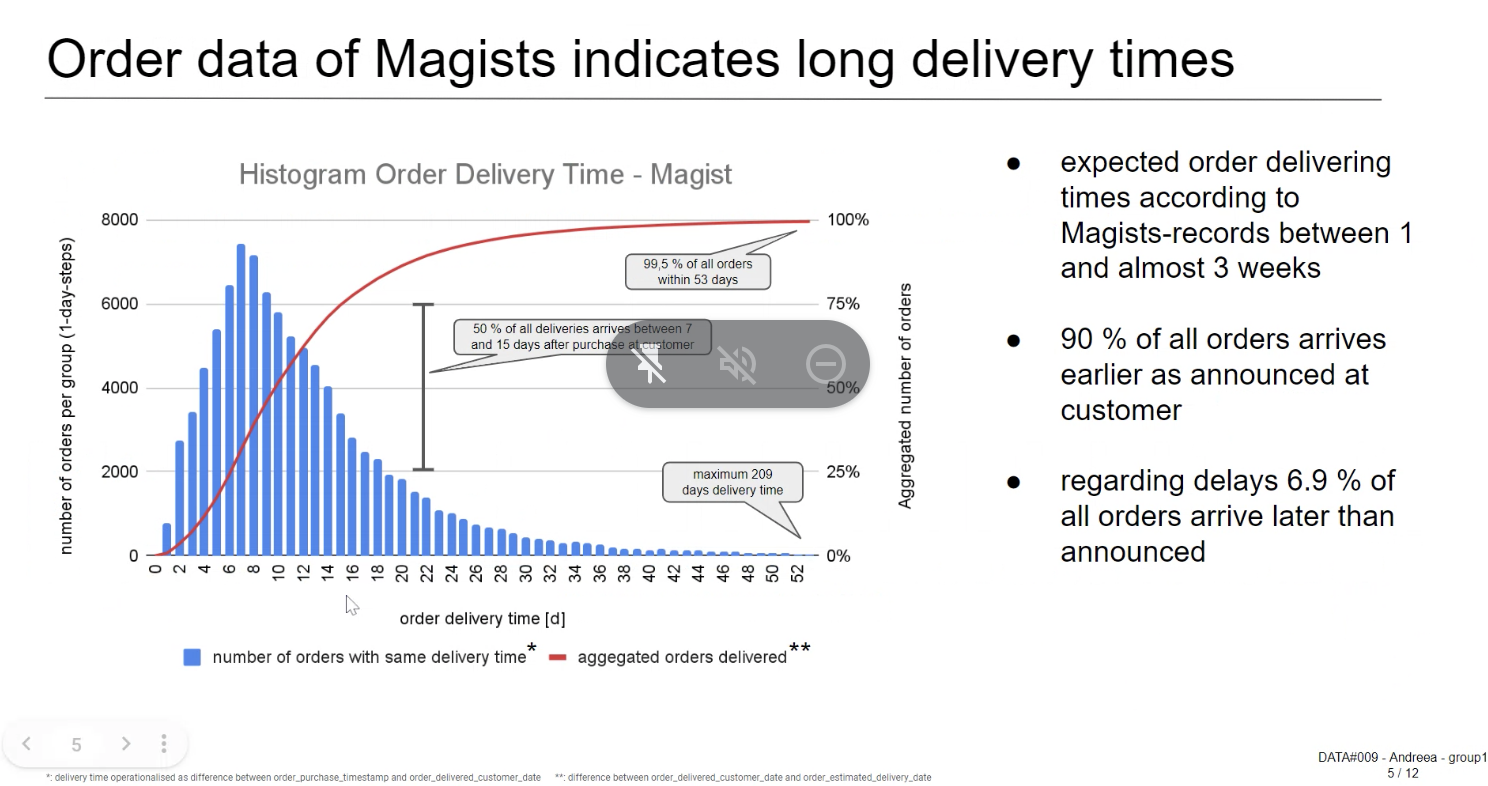 Order data of Magists indicates long delivery times
Histogram Order Delivery Time - Magist
number of orders per group (1-day-steps)
8000
6000
4000
2000
0
100%
75%
50%
25%
0%
Aggregated number of orders
99,5 % of all orders
within 53 days
50 % of all deliveries arrives between 7
and 15 days after purchase at customer
maximum 209
days delivery time
0 2 4 6 8 10 12 14 16 18 20 22 24 26 28 30 32 34 36 38 40 42 44 46 48 50 52
order delivery time [d]
number of orders with same delivery time* aggegated orders delivered**
● expected order delivering
times according to
Magists-records between 1
and almost 3 weeks
● 90 % of all orders arrives
earlier as announced at
customer
● regarding delays 6.9 % of
all orders arrive later than
announced
5
*: delivery time operationalised as difference between order_purchase_timestamp and order_delivered_customer_date **: difference between order_delivered_customer_date and order_estimated_delivery_date
DATA#009 - Andreea - group1
5 / 12